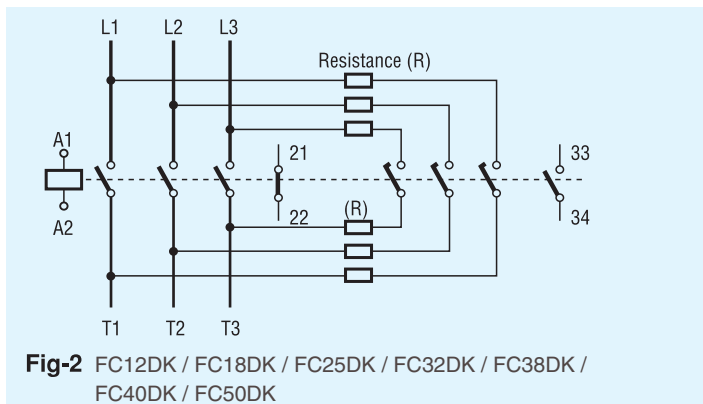 L1 L2 L3
Resistance (R)
A1
21
33
A2
22
(R)
34
T1 T2 T3
Fig-2 FC12DK / FC18DK / FC25DK / FC32DK / FC38DK /
FC40DK / FC50DK